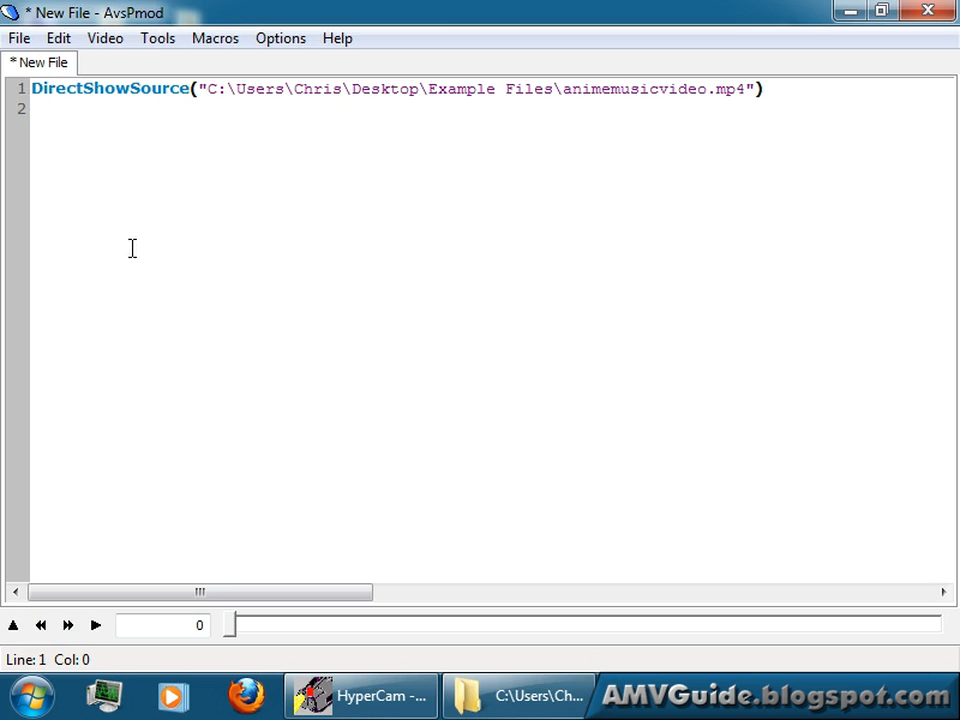 * New File - AvsPmod
File Edit Video Tools Macros Options Help
* New File
1 DirectShowSource("C:\Users\Chris\Desktop\Example Files\animemusicvideo.mp4")
2
0
Line: 1 Col: 0
HyperCam -...
C:\Users\Ch...
AMVGuide.blogspot.com